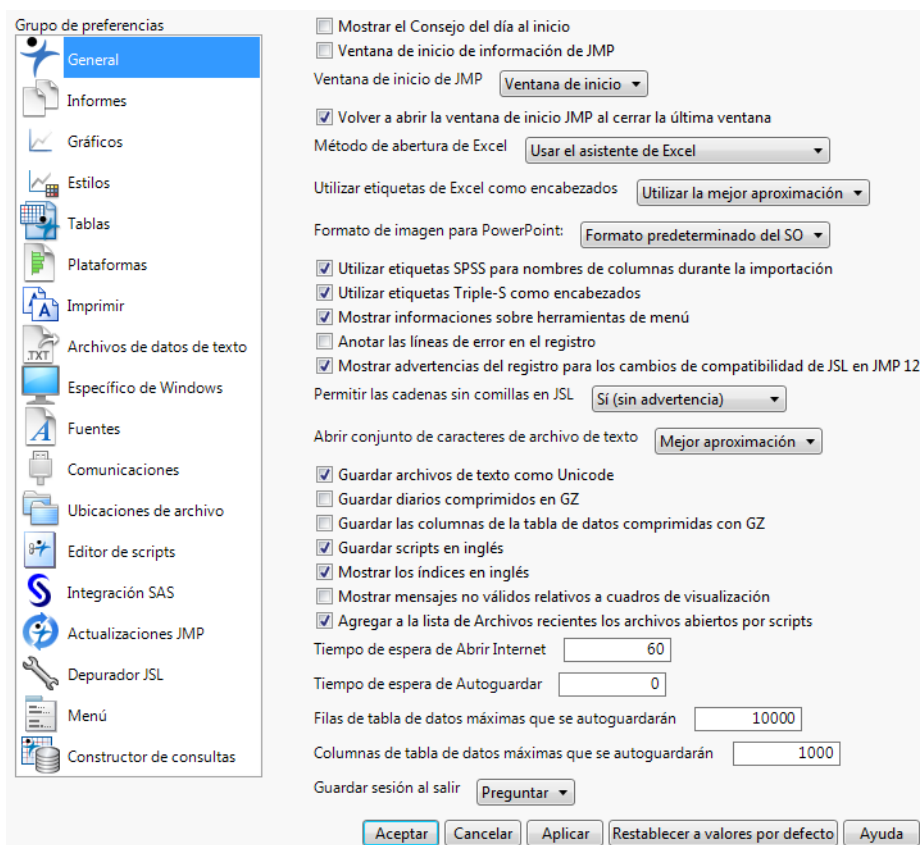 Grupo de preferencias
General
Informes
Gráficos
Estilos
Tablas
Plataformas
Imprimir
.TXT
Archivos de datos de texto
Específico de Windows
Fuentes
Comunicaciones
Ubicaciones de archivo
Editor de scripts
Integración SAS
Actualizaciones JMP
Depurador JSL
Menú
Constructor de consultas
Mostrar el Consejo del día al inicio
Ventana de inicio de información de JMP
Ventana de inicio de JMP Ventana de inicio
Volver a abrir la ventana de inicio JMP al cerrar la última ventana
Método de abertura de Excel Usar el asistente de Excel
Utilizar etiquetas de Excel como encabezados Utilizar la mejor aproximación
Formato de imagen para PowerPoint: Formato predeterminado del SO
Utilizar etiquetas SPSS para nombres de columnas durante la importación
Utilizar etiquetas Triple-S como encabezados
Mostrar informaciones sobre herramientas de menú
Anotar las líneas de error en el registro
Mostrar advertencias del registro para los cambios de compatibilidad de JSL en JMP 12
Permitir las cadenas sin comillas en JSL Sí (sin advertencia)
Abrir conjunto de caracteres de archivo de texto Mejor aproximación
Guardar archivos de texto como Unicode
Guardar diarios comprimidos en GZ
Guardar las columnas de la tabla de datos comprimidas con GZ
Guardar scripts en inglés
Mostrar los índices en inglés
Mostrar mensajes no válidos relativos a cuadros de visualización
Agregar a la lista de Archivos recientes los archivos abiertos por scripts
Tiempo de espera de Abrir Internet 60
Tiempo de espera de Autoguardar 0
Filas de tabla de datos máximas que se autoguardarán 10000
Columnas de tabla de datos máximas que se autoguardarán 1000
Guardar sesión al salir Preguntar
Aceptar Cancelar Aplicar Restablecer a valores por defecto Ayuda